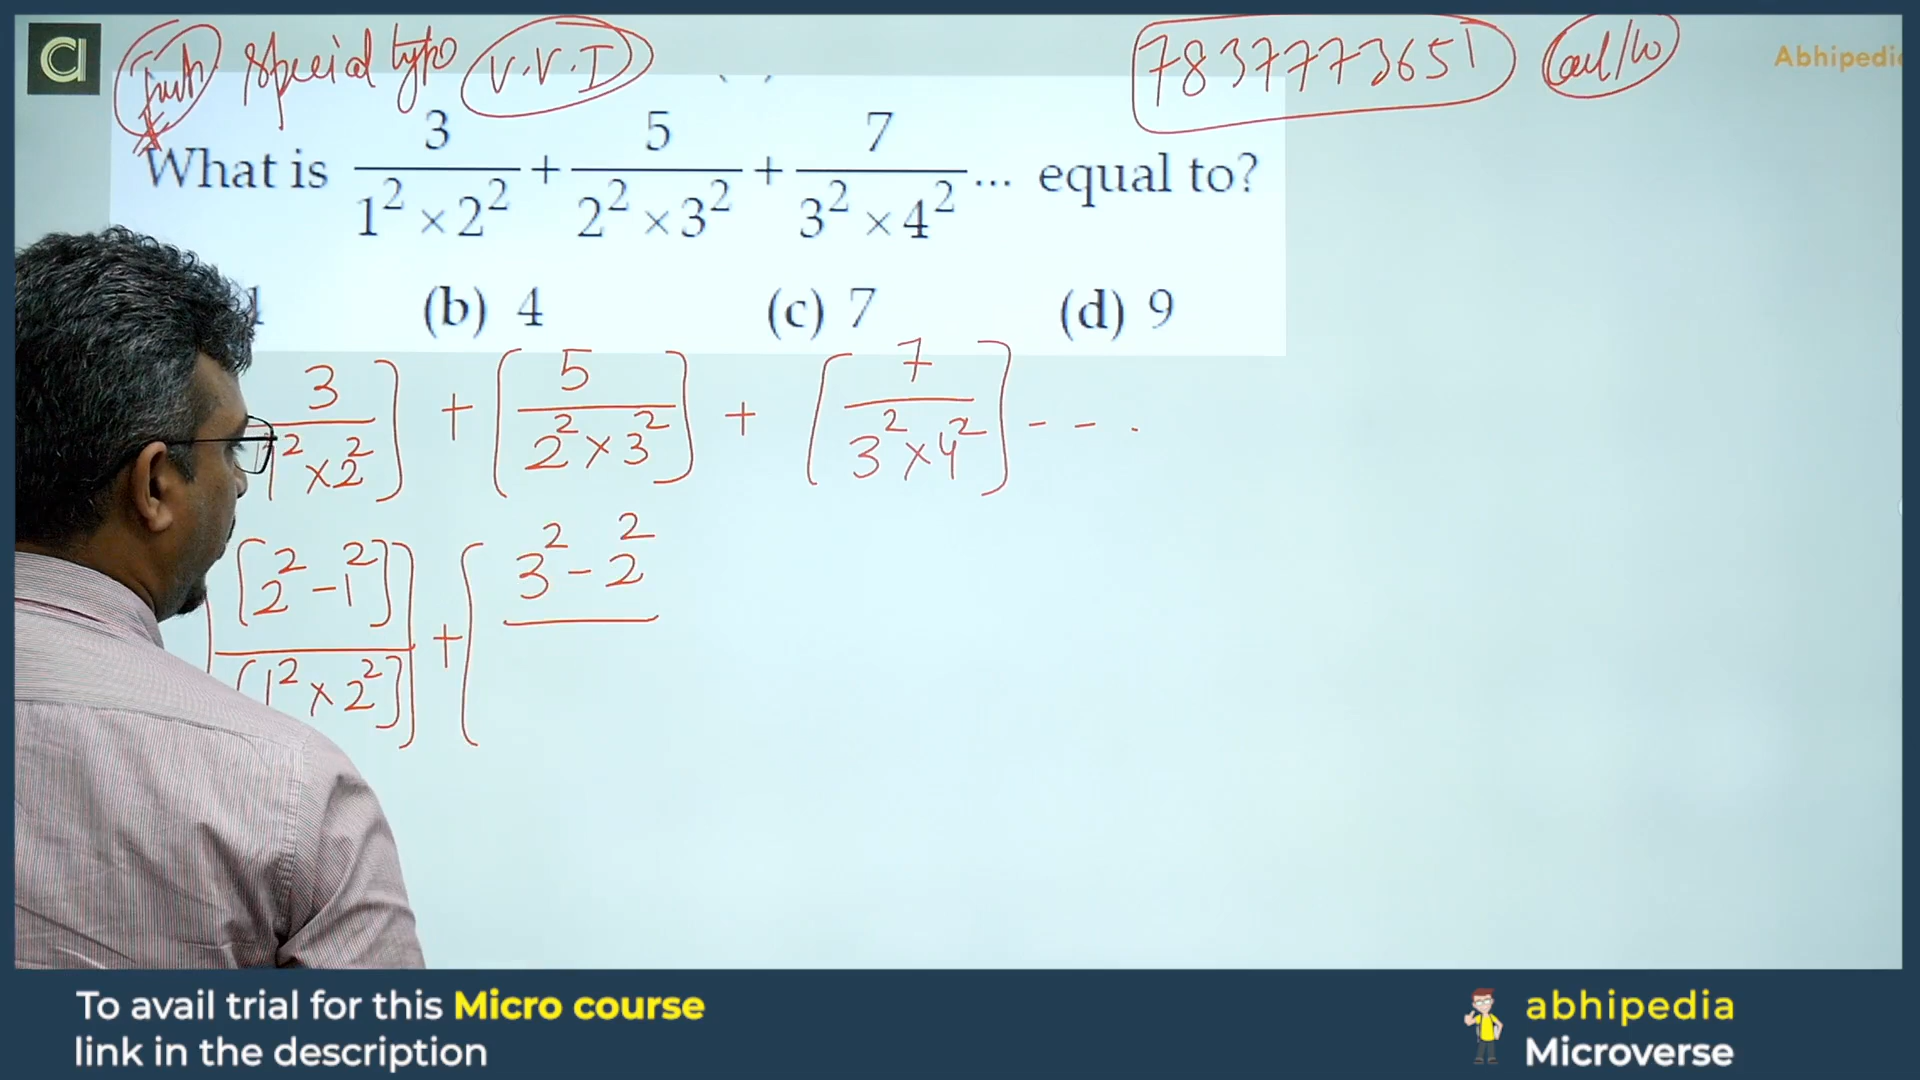 Special type V.V.I 7837773651 Call/W
Abhipedia
What is 3/(1² × 2²) + 5/(2² × 3²) + 7/(3² × 4²) ... equal to?
(b) 4 (c) 7 (d) 9
3/(1² × 2²)] + [5/(2² × 3²)] + [7/(3² × 4²)] - - .
[[2² - 1²]/[1² × 2²]] + [3² - 2²
To avail trial for this Micro course
link in the description
abhipedia
Microverse